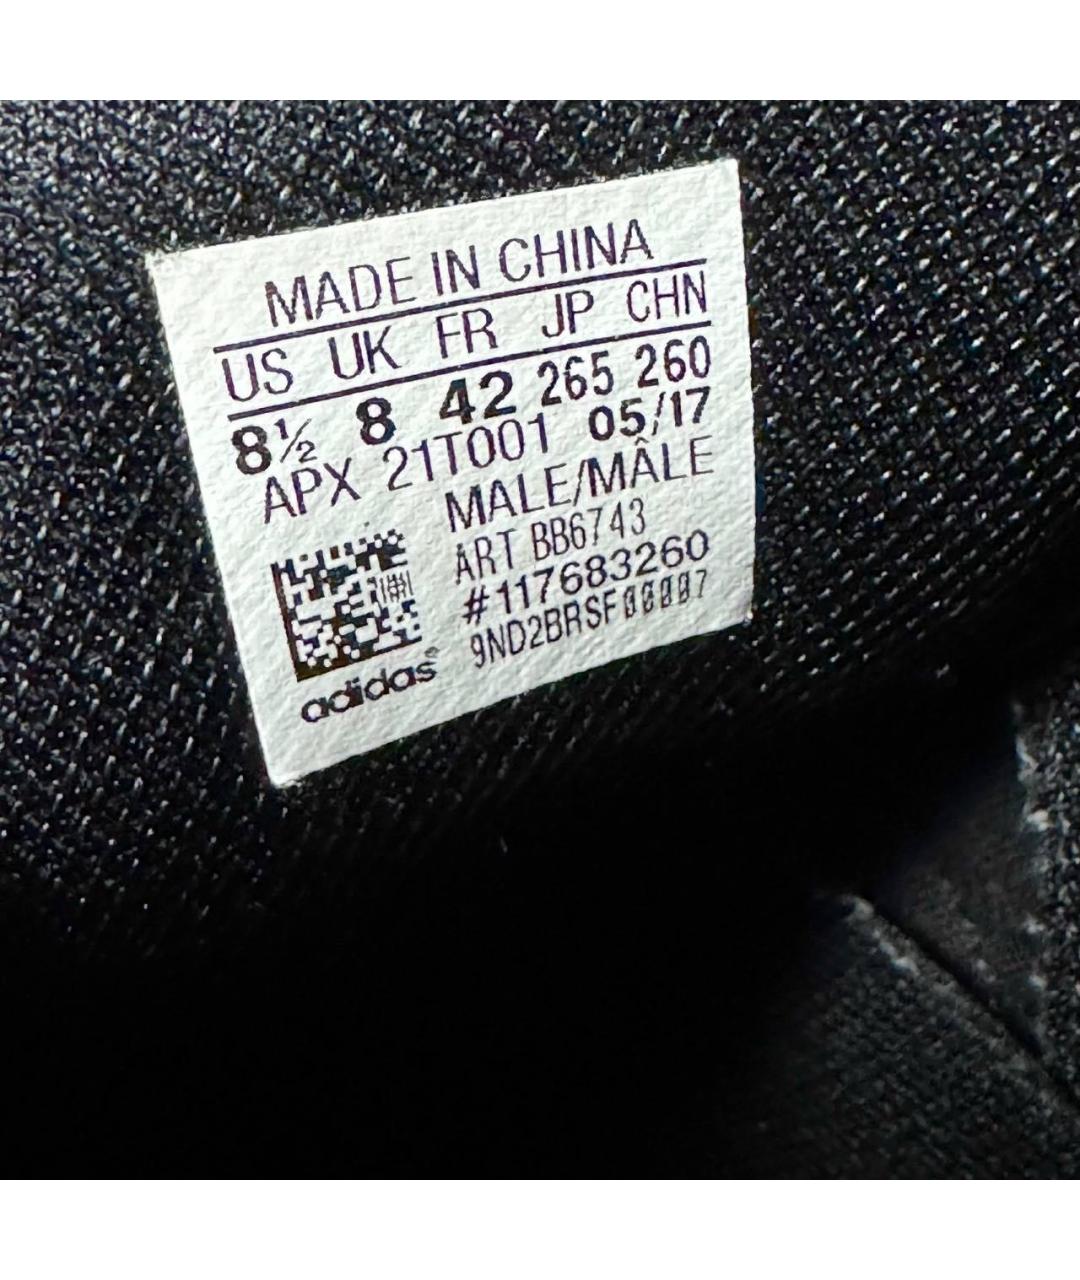 MADE IN CHINA
US UK FR JP CHN
8½ 8 42 265 260
APX 21T001 05/17
MALE/MÂLE
ART BB6743
#117683260
9ND2BRSF00007
adidas®